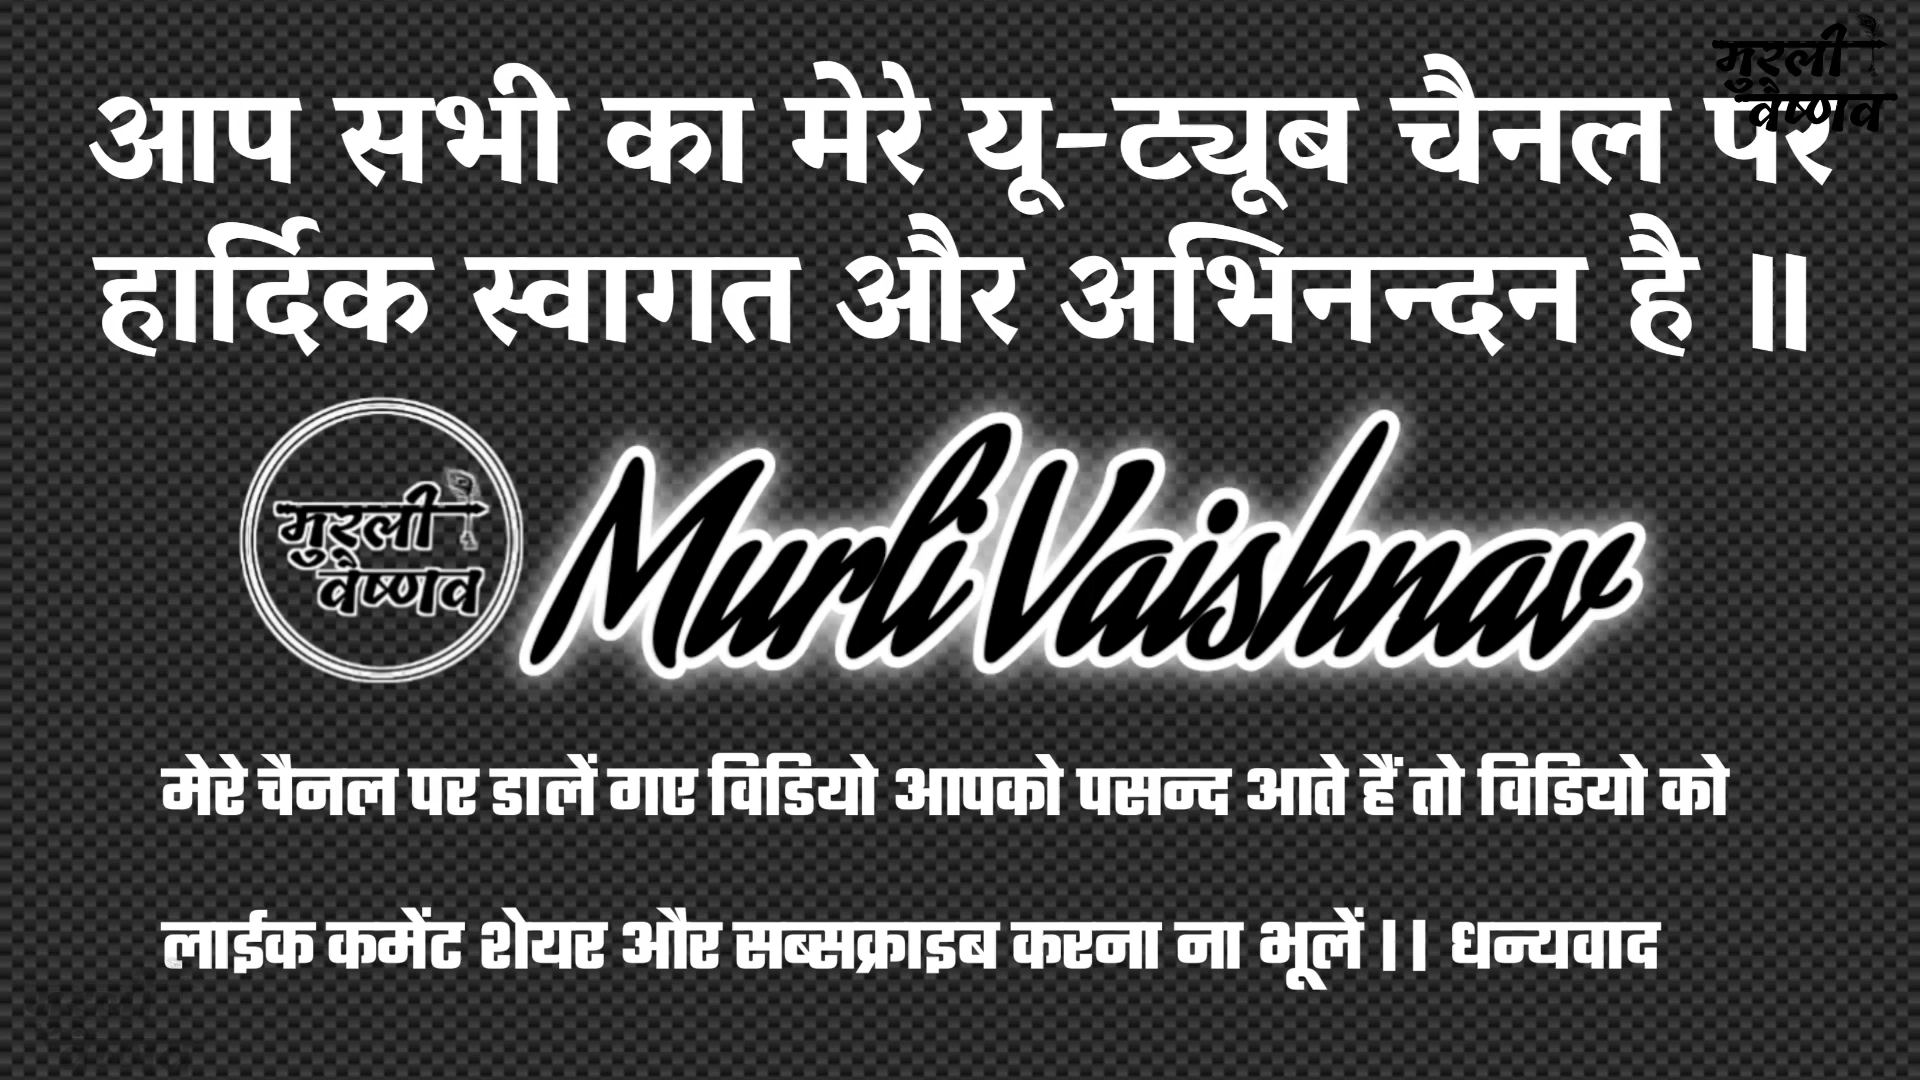 मुरली
वैष्णव
आप सभी का मेरे यू-ट्यूब चैनल पर
हार्दिक स्वागत और अभिनन्दन है ॥
मुरली
वैष्णव
Murli Vaishnav
मेरे चैनल पर डालें गए विडियो आपको पसन्द आते हैं तो विडियो को
लाईक कमेंट शेयर और सब्सक्राइब करना ना भूलें ।। धन्यवाद